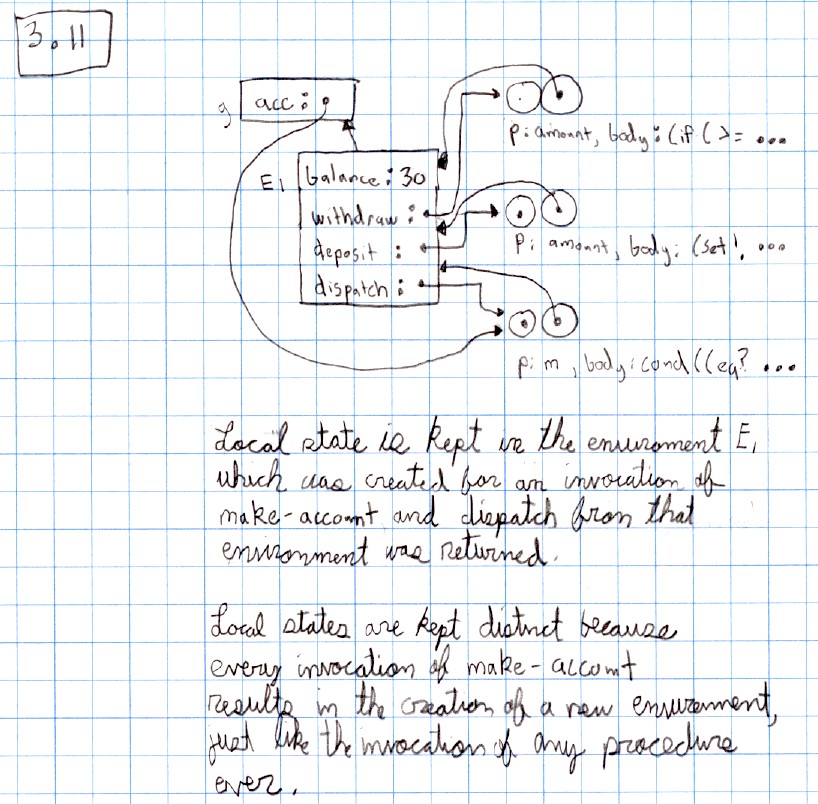 3.11
g acc:
E1 balance: 30
withdraw:
deposit :
dispatch:
p: amount, body: (if (>= ...
p: amount, body: (set! ...
p: m, body: cond ((eq? ...
Local state is kept in the enviroment E1
which was created for an invocation of
make-account and dispatch from that
environment was returned.
Local states are kept distinct because
every invocation of make-account
results in the creation of a new enviroment,
just like the invocation of any procedure
ever.